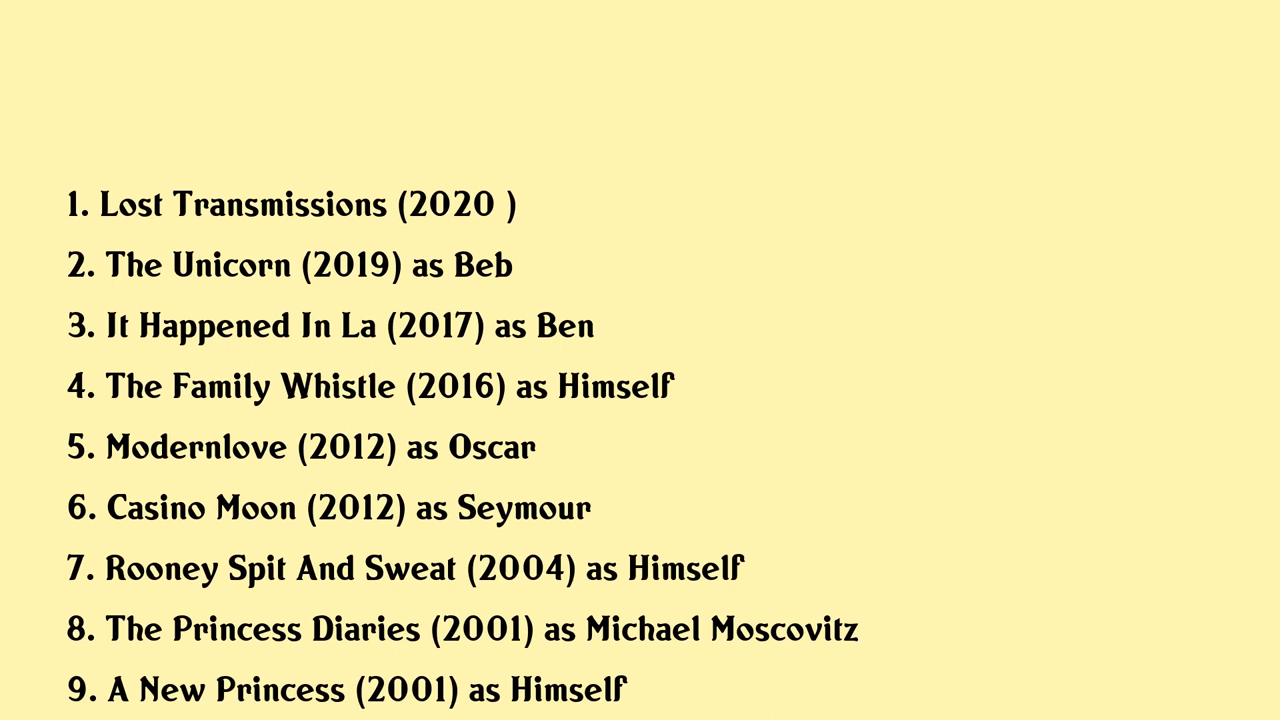 1. Lost Transmissions (2020 )
2. The Unicorn (2019) as Beb
3. It Happened In La (2017) as Ben
4. The Family Whistle (2016) as Himself
5. Modernlove (2012) as Oscar
6. Casino Moon (2012) as Seymour
7. Rooney Spit And Sweat (2004) as Himself
8. The Princess Diaries (2001) as Michael Moscovitz
9. A New Princess (2001) as Himself